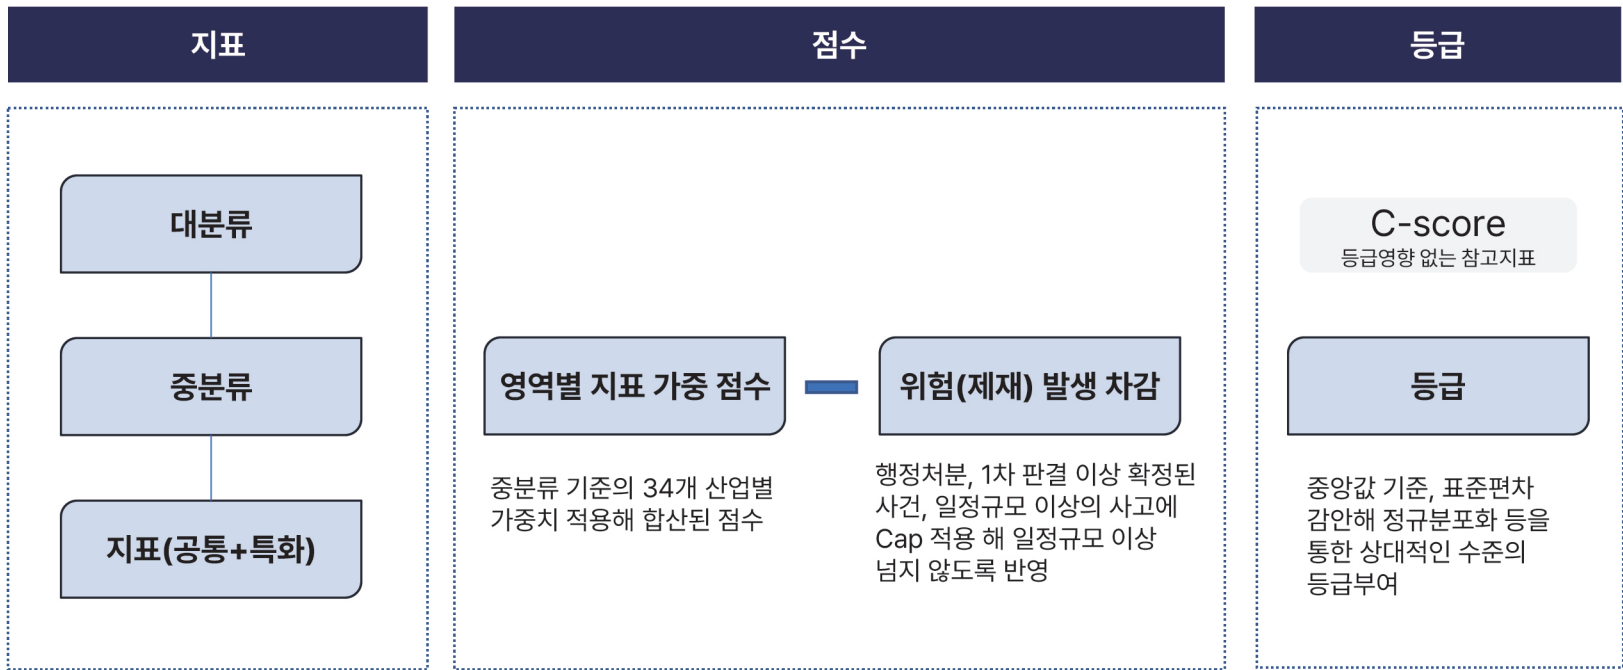 지표
대분류
중분류
지표(공통+특화)
점수
영역별 지표 가중 점수
중분류 기준의 34개 산업별
가중치 적용해 합산된 점수
위험(제재) 발생 차감
행정처분, 1차 판결 이상 확정된
사건, 일정규모 이상의 사고에
Cap 적용 해 일정규모 이상
넘지 않도록 반영
등급
C-score
등급영향 없는 참고지표
등급
중앙값 기준, 표준편차
감안해 정규분포화 등을
통한 상대적인 수준의
등급부여